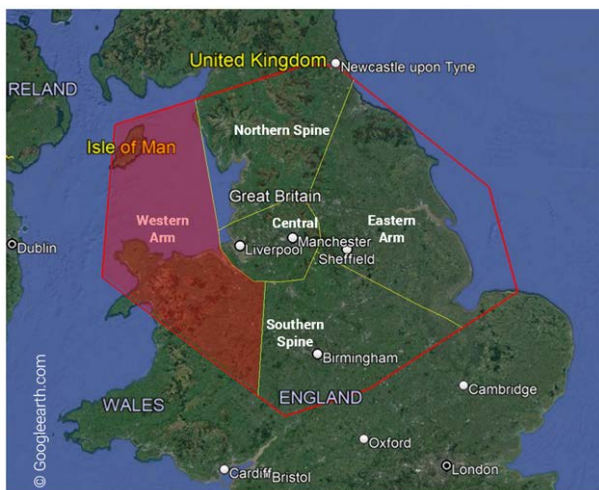 United Kingdom
Newcastle upon Tyne
RELAND
Northern Spine
Isle of Man
Great Britain
Western
Arm
Central
Eastern
Arm
Dublin
Liverpool
Manchester
Sheffield
Southern
Spine
Birmingham
WALES
ENGLAND
Cambridge
Oxford
London
Cardiff
Bristol
© Googleearth.com